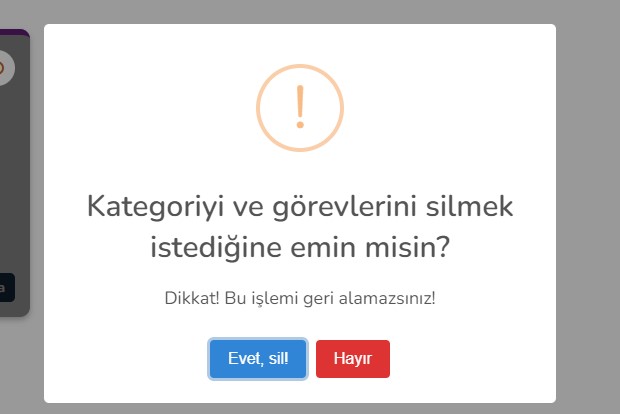 !
Kategoriyi ve görevlerini silmek
istediğine emin misin?
Dikkat! Bu işlemi geri alamazsınız!
Evet, sil!
Hayır